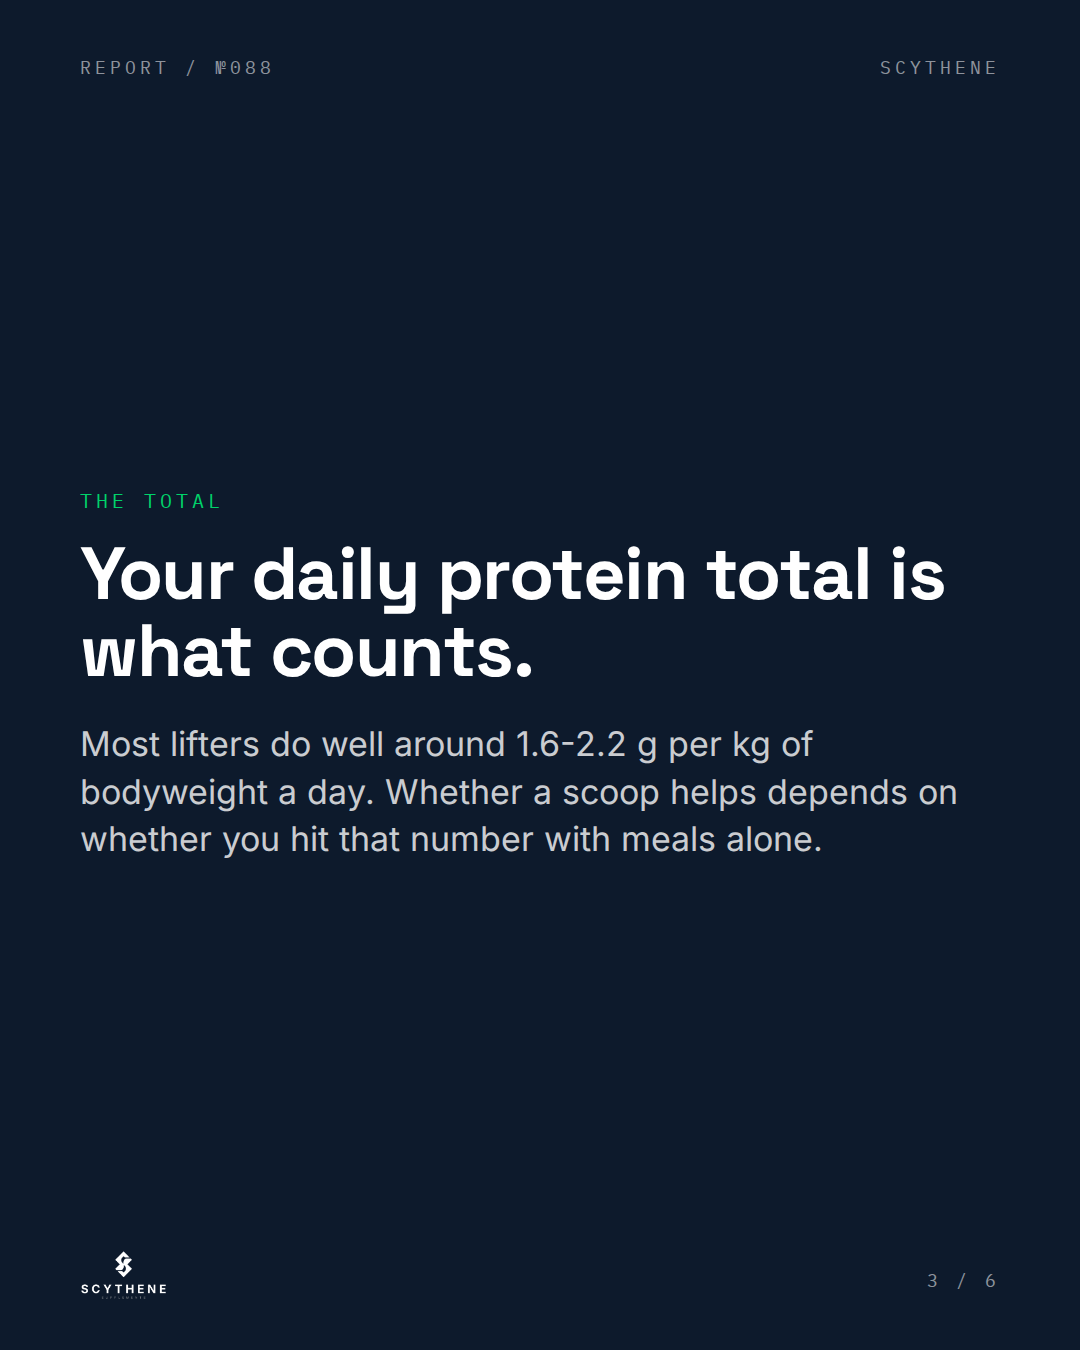 REPORT / №088
SCYTHENE
THE TOTAL
Your daily protein total is
what counts.
Most lifters do well around 1.6-2.2 g per kg of
bodyweight a day. Whether a scoop helps depends on
whether you hit that number with meals alone.
SCYTHENE
3 / 6